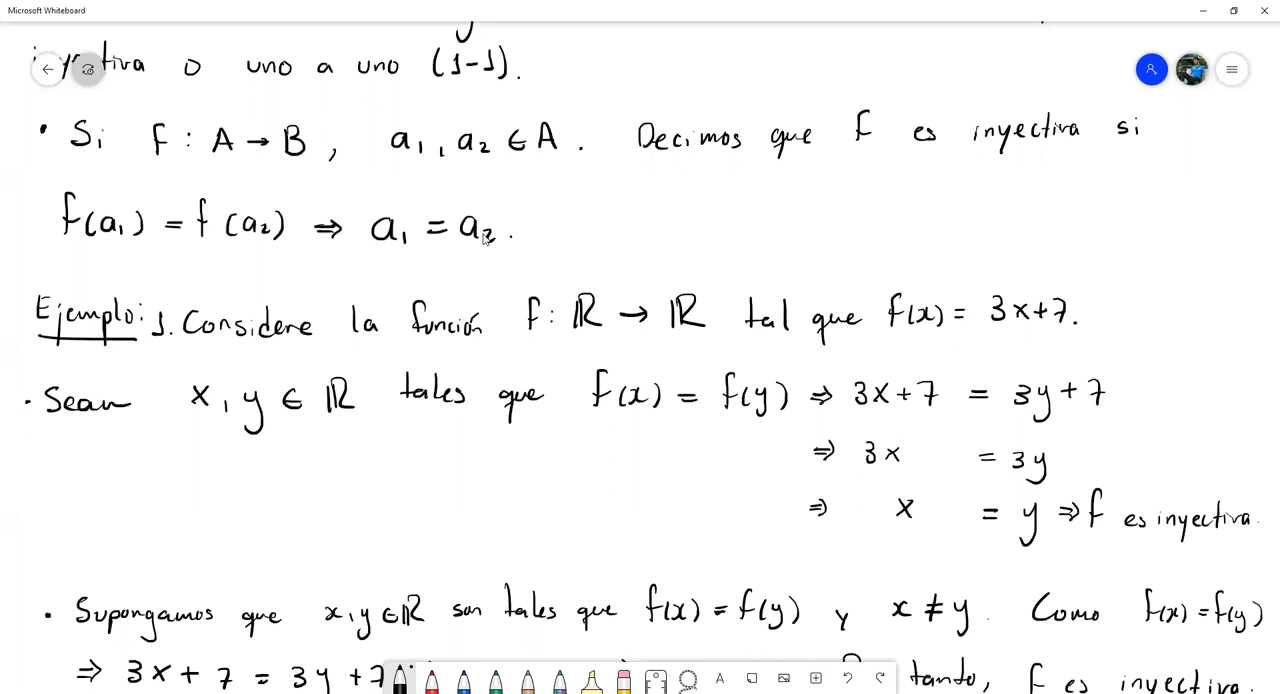 Microsoft Whiteboard
o uno a uno (1-1).
• Si f : A → B , a₁, a₂ ∈ A . Decimos que f es inyectiva si
f(a₁) = f(a₂) ⇒ a₁ = a₂ .
Ejemplo: 1. Considere la función f: ℝ → ℝ tal que f(x) = 3x+7.
• Sean x, y ∈ ℝ tales que f(x) = f(y) ⇒ 3x+7 = 3y+7
⇒ 3x = 3y
⇒ x = y ⇒ f es inyectiva.
• Supongamos que x,y ∈ ℝ son tales que f(x) = f(y) y x ≠ y. Como f(x)=f(y)
⇒ 3x + 7 = 3y + 7 tanto, f es inyectiva.